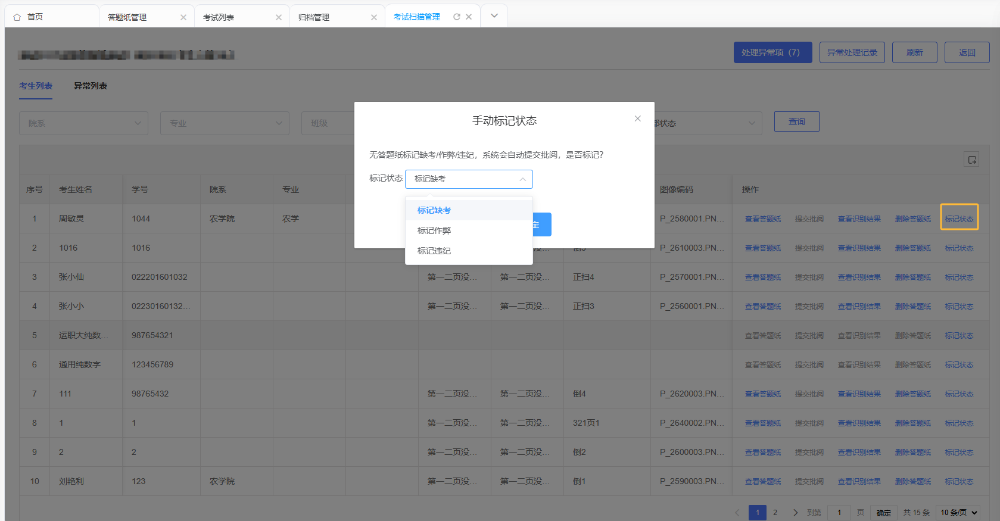 首页 答题纸管理 考试列表 归档管理 考试扫描管理
处理异常项（7） 异常处理记录 刷新 返回
考生列表 异常列表
院系 专业 班级 部状态 查询
手动标记状态
无答题纸标记缺考/作弊/违纪，系统会自动提交批阅，是否标记?
标记状态 标记缺考
标记缺考
标记作弊
标记违纪
定
序号 考生姓名 学号 院系 专业 图像编码 操作
1 周敏灵 1044 农学院 农学 P_2580001.PN... 查看答题纸 提交批阅 查看识别结果 删除答题纸 标记状态
2 1016 1016 P_2610003.PN... 查看答题纸 提交批阅 查看识别结果 删除答题纸 标记状态
3 张小仙 022201601032 第一二页没... 第一二页没... 正扫4 P_2570001.PN... 查看答题纸 提交批阅 查看识别结果 删除答题纸 标记状态
4 张小小 02230160132... 第一二页没... 第一二页没... 正扫3 P_2560001.PN... 查看答题纸 提交批阅 查看识别结果 删除答题纸 标记状态
5 运职大纯数... 987654321 查看答题纸 提交批阅 查看识别结果 删除答题纸 标记状态
6 通用纯数字 123456789 查看答题纸 提交批阅 查看识别结果 删除答题纸 标记状态
7 111 98765432 第一二页没... 第一二页没... 倒4 P_2620003.PN... 查看答题纸 提交批阅 查看识别结果 删除答题纸 标记状态
8 1 1 第一二页没... 第一二页没... 321页1 P_2640002.PN... 查看答题纸 提交批阅 查看识别结果 删除答题纸 标记状态
9 2 2 第一二页没... 第一二页没... 倒2 P_2600003.PN... 查看答题纸 提交批阅 查看识别结果 删除答题纸 标记状态
10 刘艳利 123 农学院 第一二页没... 第一二页没... 倒1 P_2590003.PN... 查看答题纸 提交批阅 查看识别结果 删除答题纸 标记状态
1 2 到第 1 页 确定 共 15 条 10 条/页